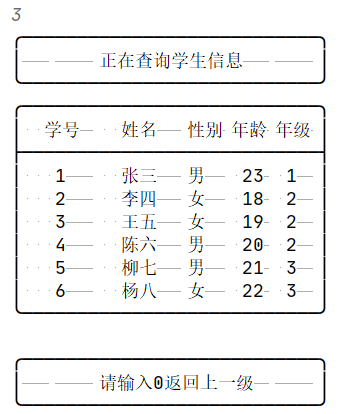 3
正在查询学生信息
学号 姓名 性别 年龄 年级
1 张三 男 23 1
2 李四 女 18 2
3 王五 女 19 2
4 陈六 男 20 2
5 柳七 男 21 3
6 杨八 女 22 3
请输入0返回上一级